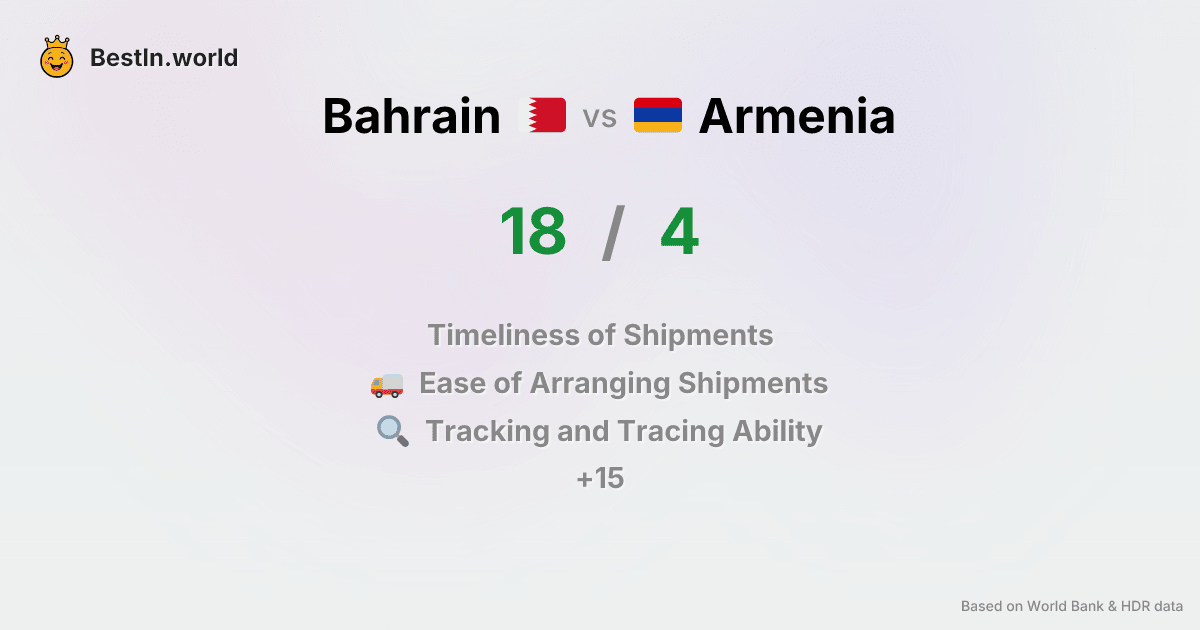 BestIn.world
Bahrain vs Armenia
18 / 4
Timeliness of Shipments
Ease of Arranging Shipments
Tracking and Tracing Ability
+15
Based on World Bank & HDR data